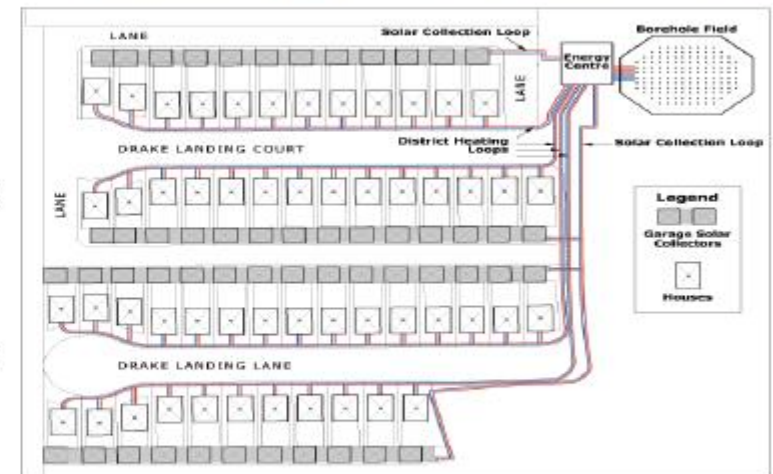 LANE
Solar Collection Loop
Borehole Field
Energy
Centre
LANE
DRAKE LANDING COURT
District Heating
Loops
Solar Collection Loop
LANE
Legend
Garage Solar
Collectors
Houses
DRAKE LANDING LANE